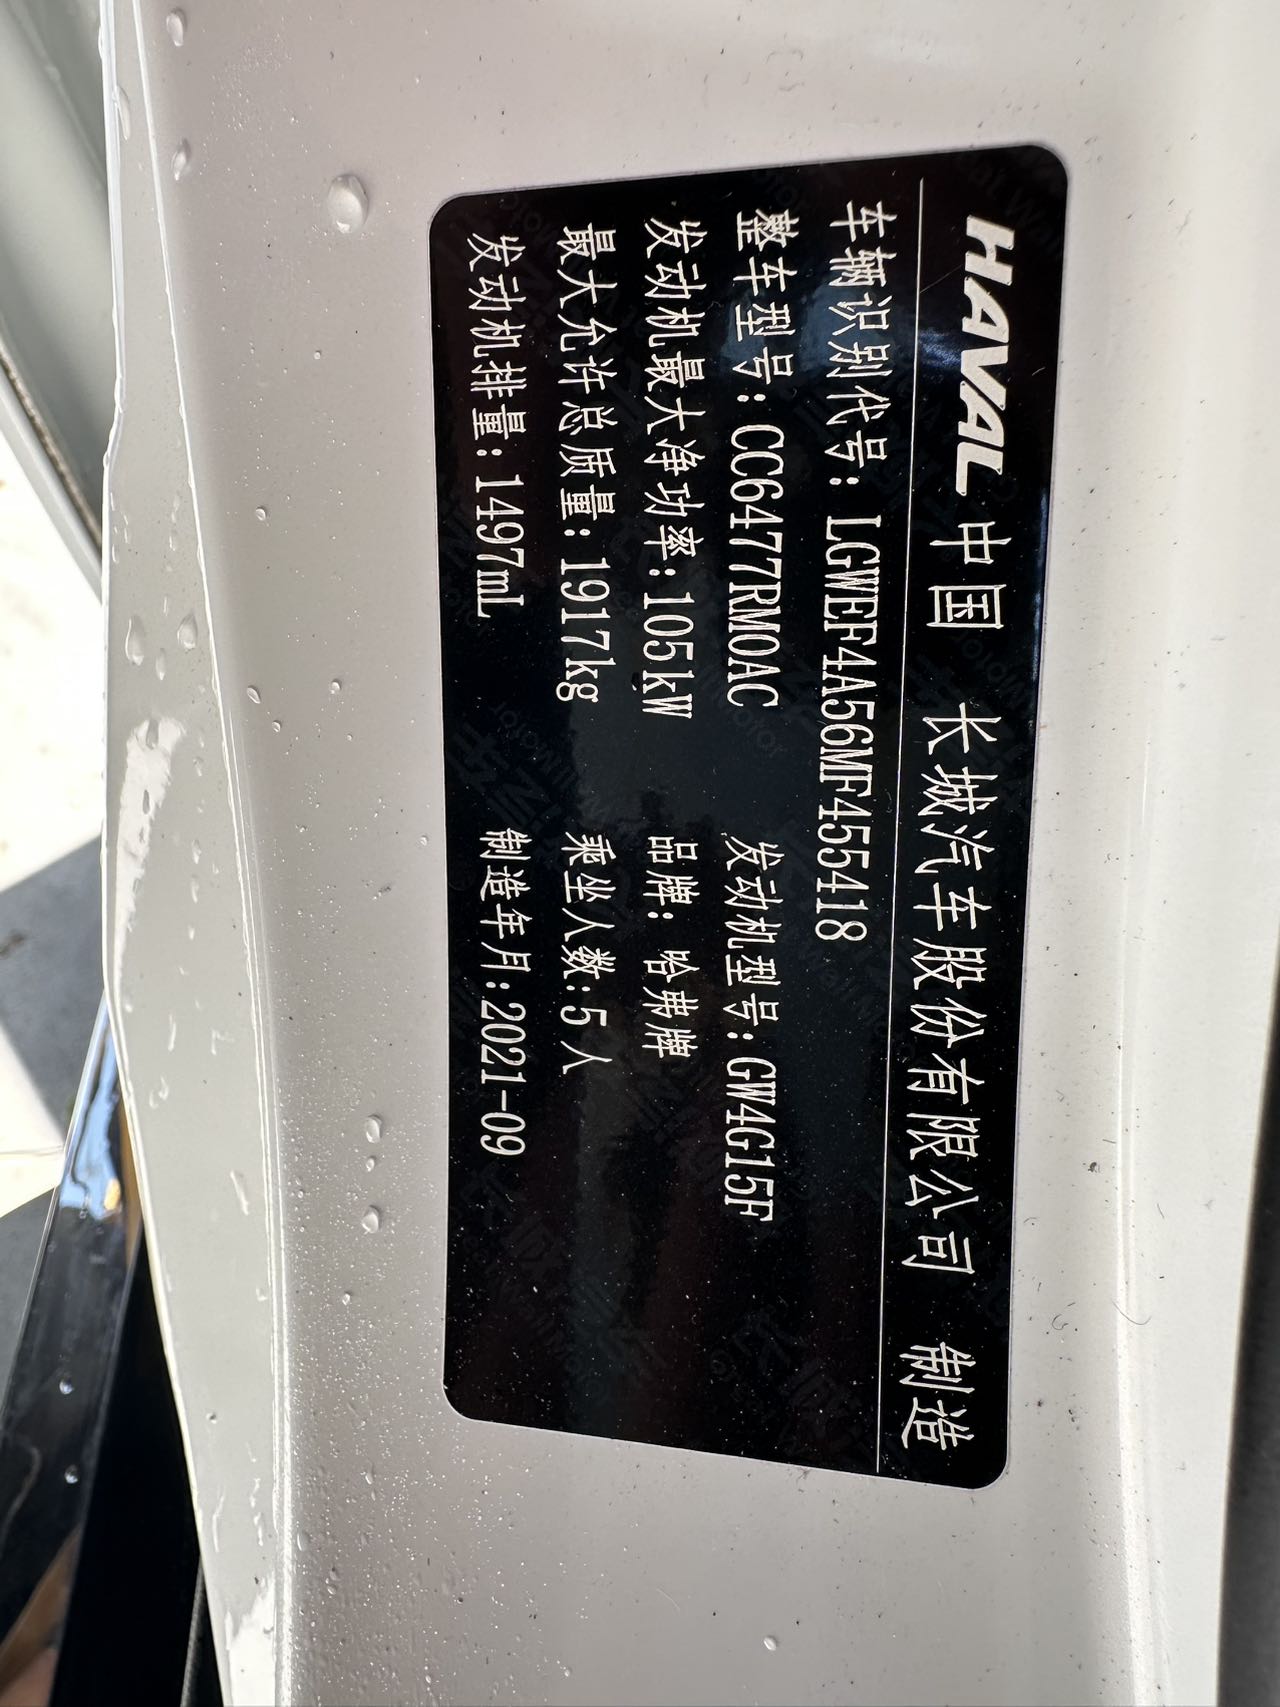 HAVAL 中国 长城汽车股份有限公司 制造
车辆识别代号：LGWEF4A56MF455418
整车型号：CC6477RM0AC 发动机型号：GW4G15F
发动机最大净功率：105kW 品牌：哈弗牌
最大允许总质量：1917kg 乘坐人数：5人
发动机排量：1497mL 制造年月：2021-09